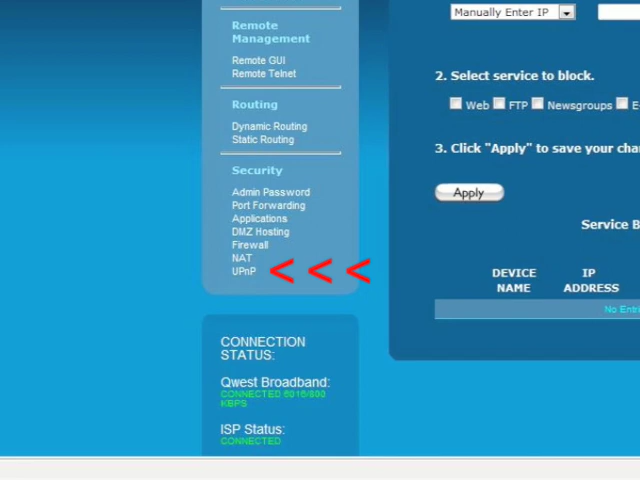 Remote
Management
Remote GUI
Remote Telnet
Routing
Dynamic Routing
Static Routing
Security
Admin Password
Port Forwarding
Applications
DMZ Hosting
Firewall
NAT
UPnP <<<
CONNECTION
STATUS:
Qwest Broadband:
CONNECTED 6016/800
KBPS
ISP Status:
CONNECTED
Manually Enter IP
2. Select service to block.
Web FTP Newsgroups E-
3. Click "Apply" to save your cha
Apply
Service B
DEVICE NAME
IP ADDRESS
No Entri